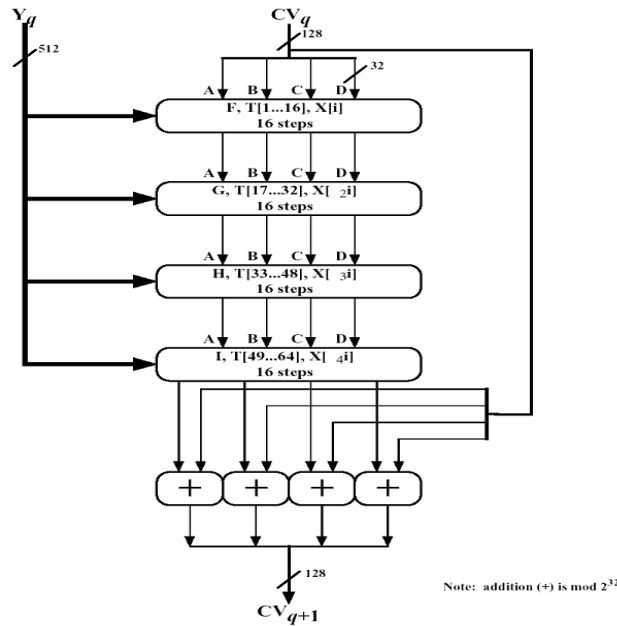 Yq CVq
512 128
32
A B C D
F, T[1...16], X[i]
16 steps
A B C D
G, T[17...32], X[ 2i]
16 steps
A B C D
H, T[33...48], X[ 3i]
16 steps
A B C D
I, T[49...64], X[ 4i]
16 steps
+ + + +
128
Note: addition (+) is mod 2^32
CVq+1